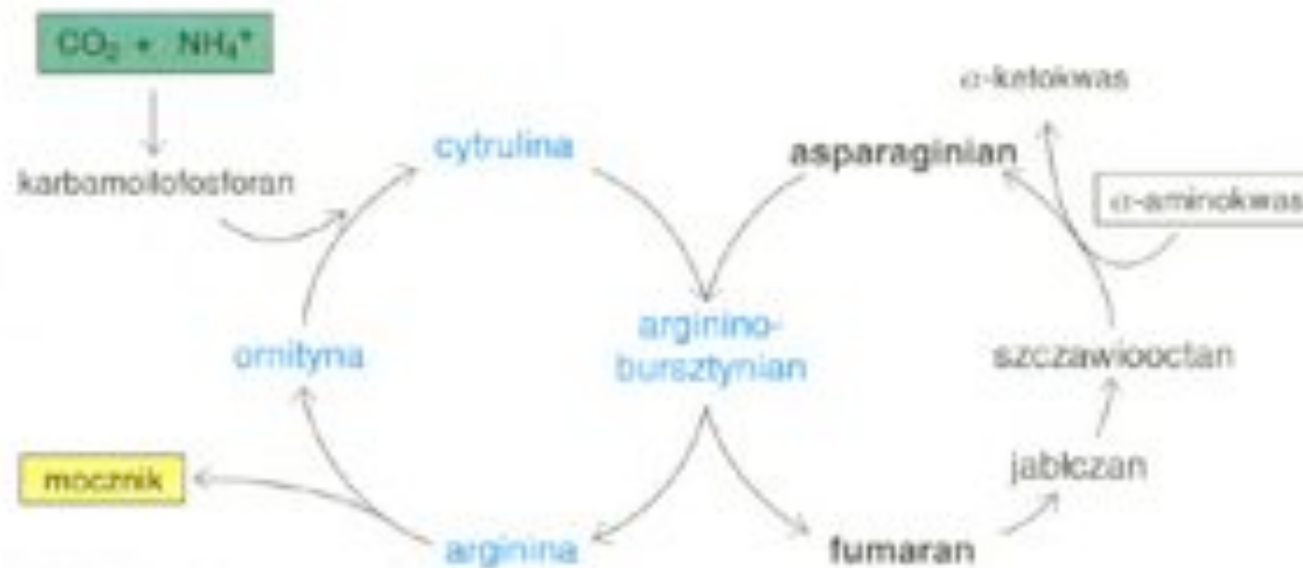 CO₂ + NH₄⁺
karbamoilofosforan
cytrulina
ornityna
mocznik
arginina
arginino-
bursztynian
asparaginian
α-ketokwas
α-aminokwas
szczawiooctan
jabłczan
fumaran